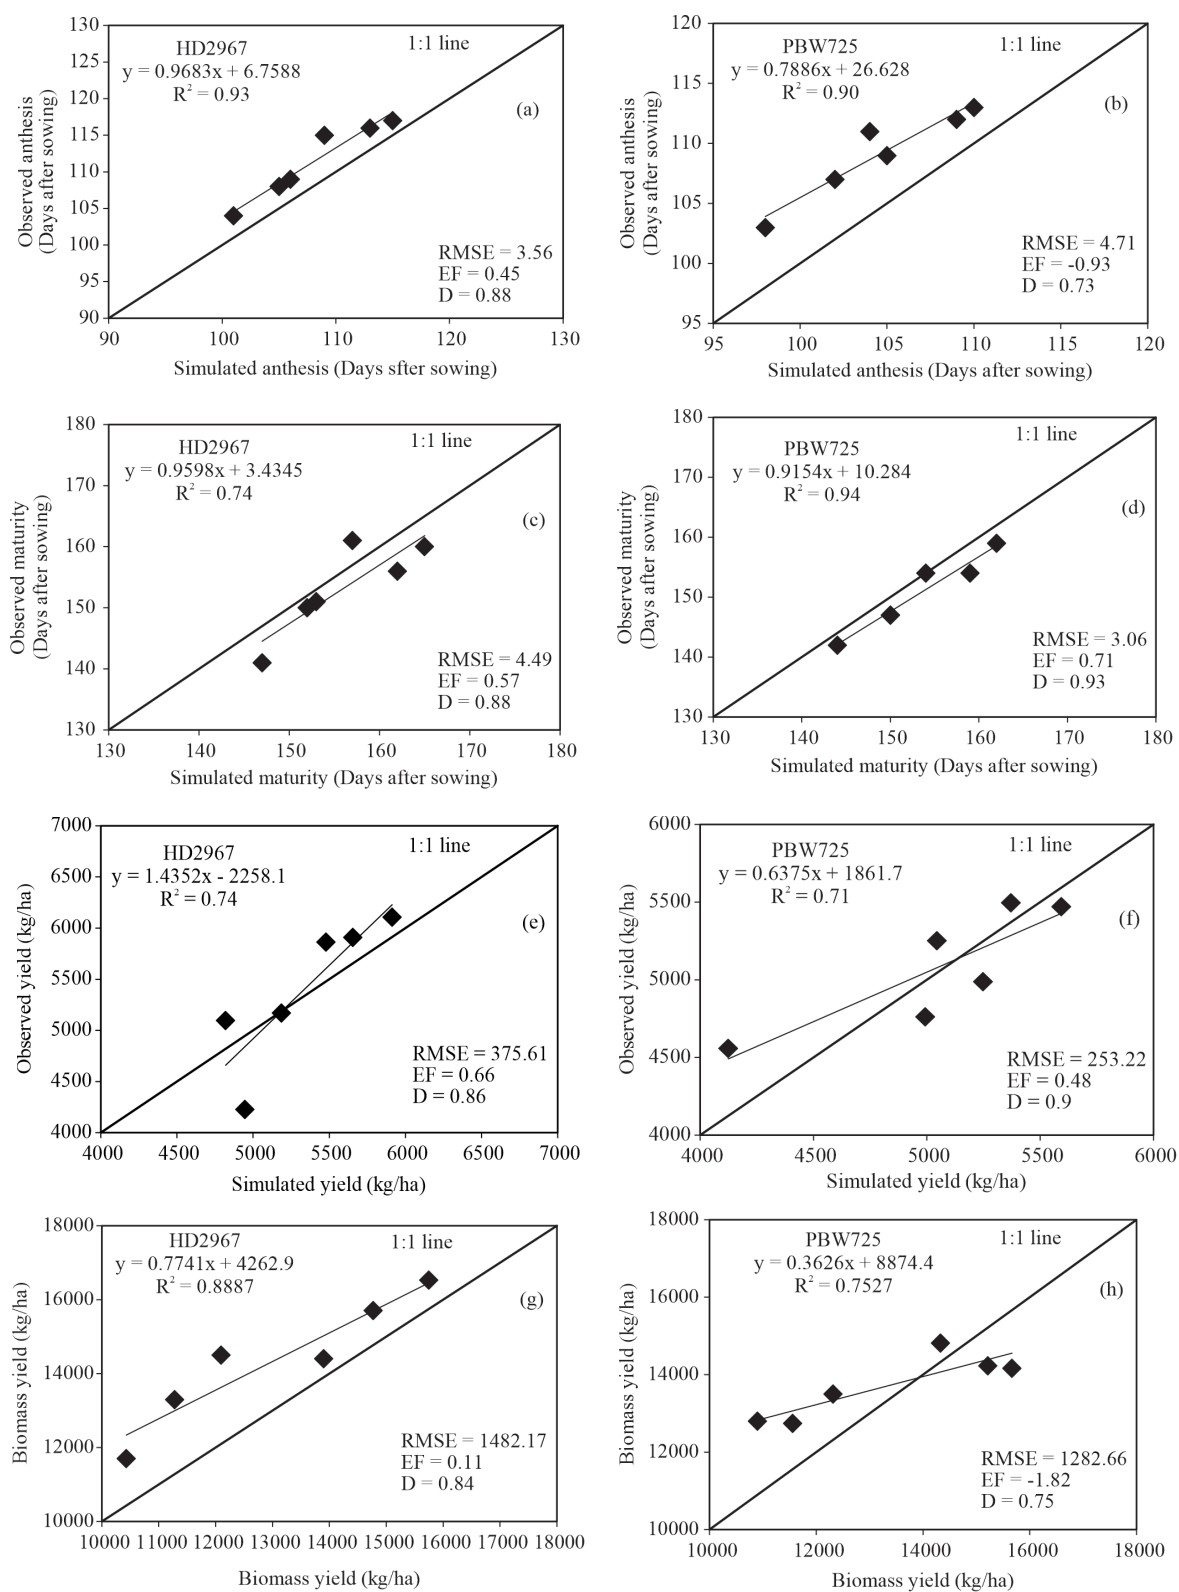 HD2967
y = 0.9683x + 6.7588
R² = 0.93
1:1 line
(a)
RMSE = 3.56
EF = 0.45
D = 0.88
130
125
120
115
110
105
100
95
90
90 100 110 120 130
Observed anthesis
(Days after sowing)
Simulated anthesis (Days sfter sowing)
PBW725
y = 0.7886x + 26.628
R² = 0.90
1:1 line
(b)
RMSE = 4.71
EF = -0.93
D = 0.73
120
115
110
105
100
95
95 100 105 110 115 120
Observed anthesis
(Days after sowing)
Simulated anthesis (Days after sowing)
HD2967
y = 0.9598x + 3.4345
R² = 0.74
1:1 line
(c)
RMSE = 4.49
EF = 0.57
D = 0.88
180
170
160
150
140
130
130 140 150 160 170 180
Observed maturity
(Days after sowing)
Simulated maturity (Days after sowing)
PBW725
y = 0.9154x + 10.284
R² = 0.94
1:1 line
(d)
RMSE = 3.06
EF = 0.71
D = 0.93
180
170
160
150
140
130
130 140 150 160 170 180
Observed maturity
(Days after sowing)
Simulated maturity (Days after sowing)
HD2967
y = 1.4352x - 2258.1
R² = 0.74
1:1 line
(e)
RMSE = 375.61
EF = 0.66
D = 0.86
7000
6500
6000
5500
5000
4500
4000
4000 4500 5000 5500 6000 6500 7000
Observed yield (kg/ha)
Simulated yield (kg/ha)
PBW725
y = 0.6375x + 1861.7
R² = 0.71
1:1 line
(f)
RMSE = 253.22
EF = 0.48
D = 0.9
6000
5500
5000
4500
4000
4000 4500 5000 5500 6000
Observed yield (kg/ha)
Simulated yield (kg/ha)
HD2967
y = 0.7741x + 4262.9
R² = 0.8887
1:1 line
(g)
RMSE = 1482.17
EF = 0.11
D = 0.84
18000
16000
14000
12000
10000
10000 11000 12000 13000 14000 15000 16000 17000 18000
Biomass yield (kg/ha)
Biomass yield (kg/ha)
PBW725
y = 0.3626x + 8874.4
R² = 0.7527
1:1 line
(h)
RMSE = 1282.66
EF = -1.82
D = 0.75
18000
16000
14000
12000
10000
10000 12000 14000 16000 18000
Biomass yield (kg/ha)
Biomass yield (kg/ha)